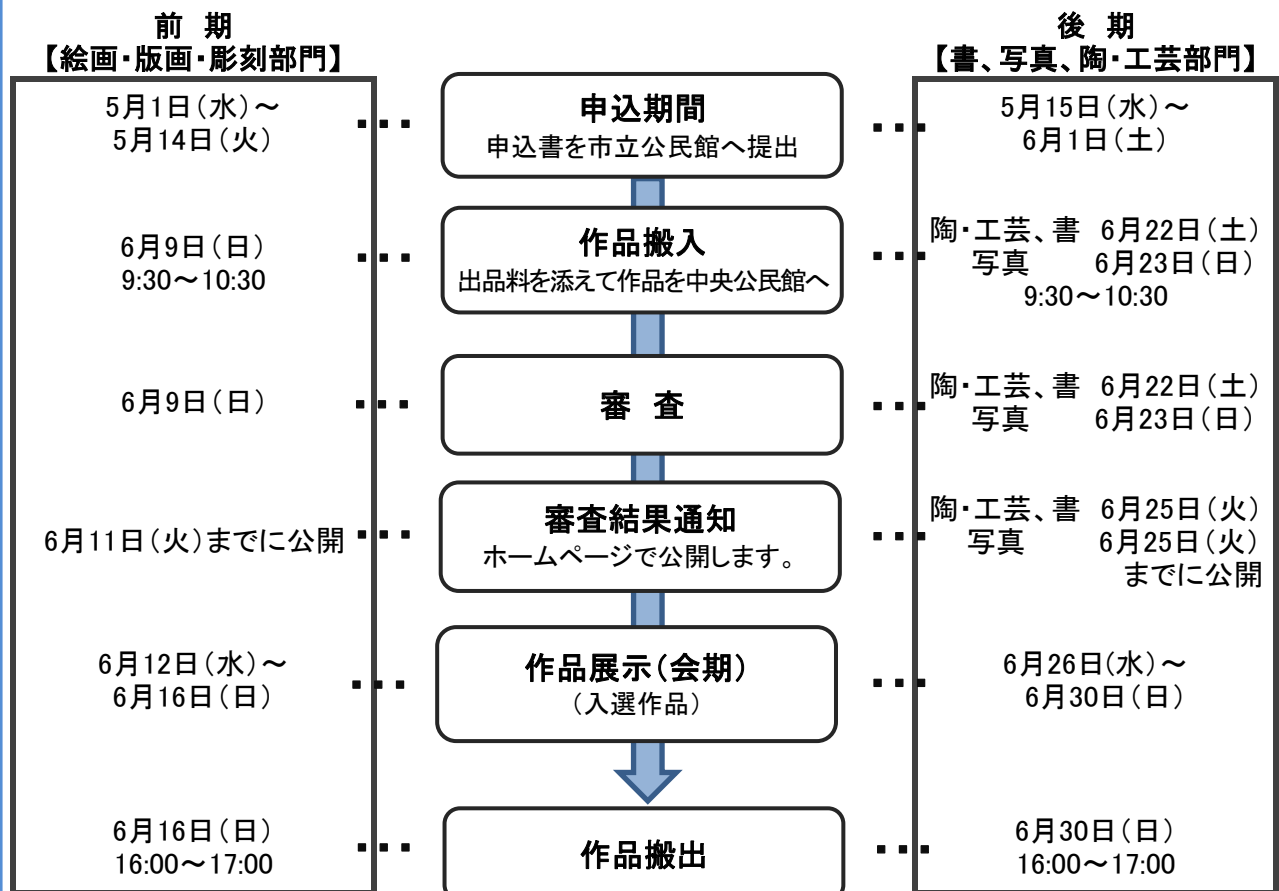 前 期
【絵画・版画・彫刻部門】
後 期
【書、写真、陶・工芸部門】
5月1日(水)～
5月14日(火)
申込期間
申込書を市立公民館へ提出
5月15日(水)～
6月1日(土)
6月9日(日)
9:30～10:30
作品搬入
出品料を添えて作品を中央公民館へ
陶・工芸、書 6月22日(土)
写真 6月23日(日)
9:30～10:30
6月9日(日)
審 査
陶・工芸、書 6月22日(土)
写真 6月23日(日)
6月11日(火)までに公開
審査結果通知
ホームページで公開します。
陶・工芸、書 6月25日(火)
写真 6月25日(火)
までに公開
6月12日(水)～
6月16日(日)
作品展示(会期)
(入選作品)
6月26日(水)～
6月30日(日)
6月16日(日)
16:00～17:00
作品搬出
6月30日(日)
16:00～17:00